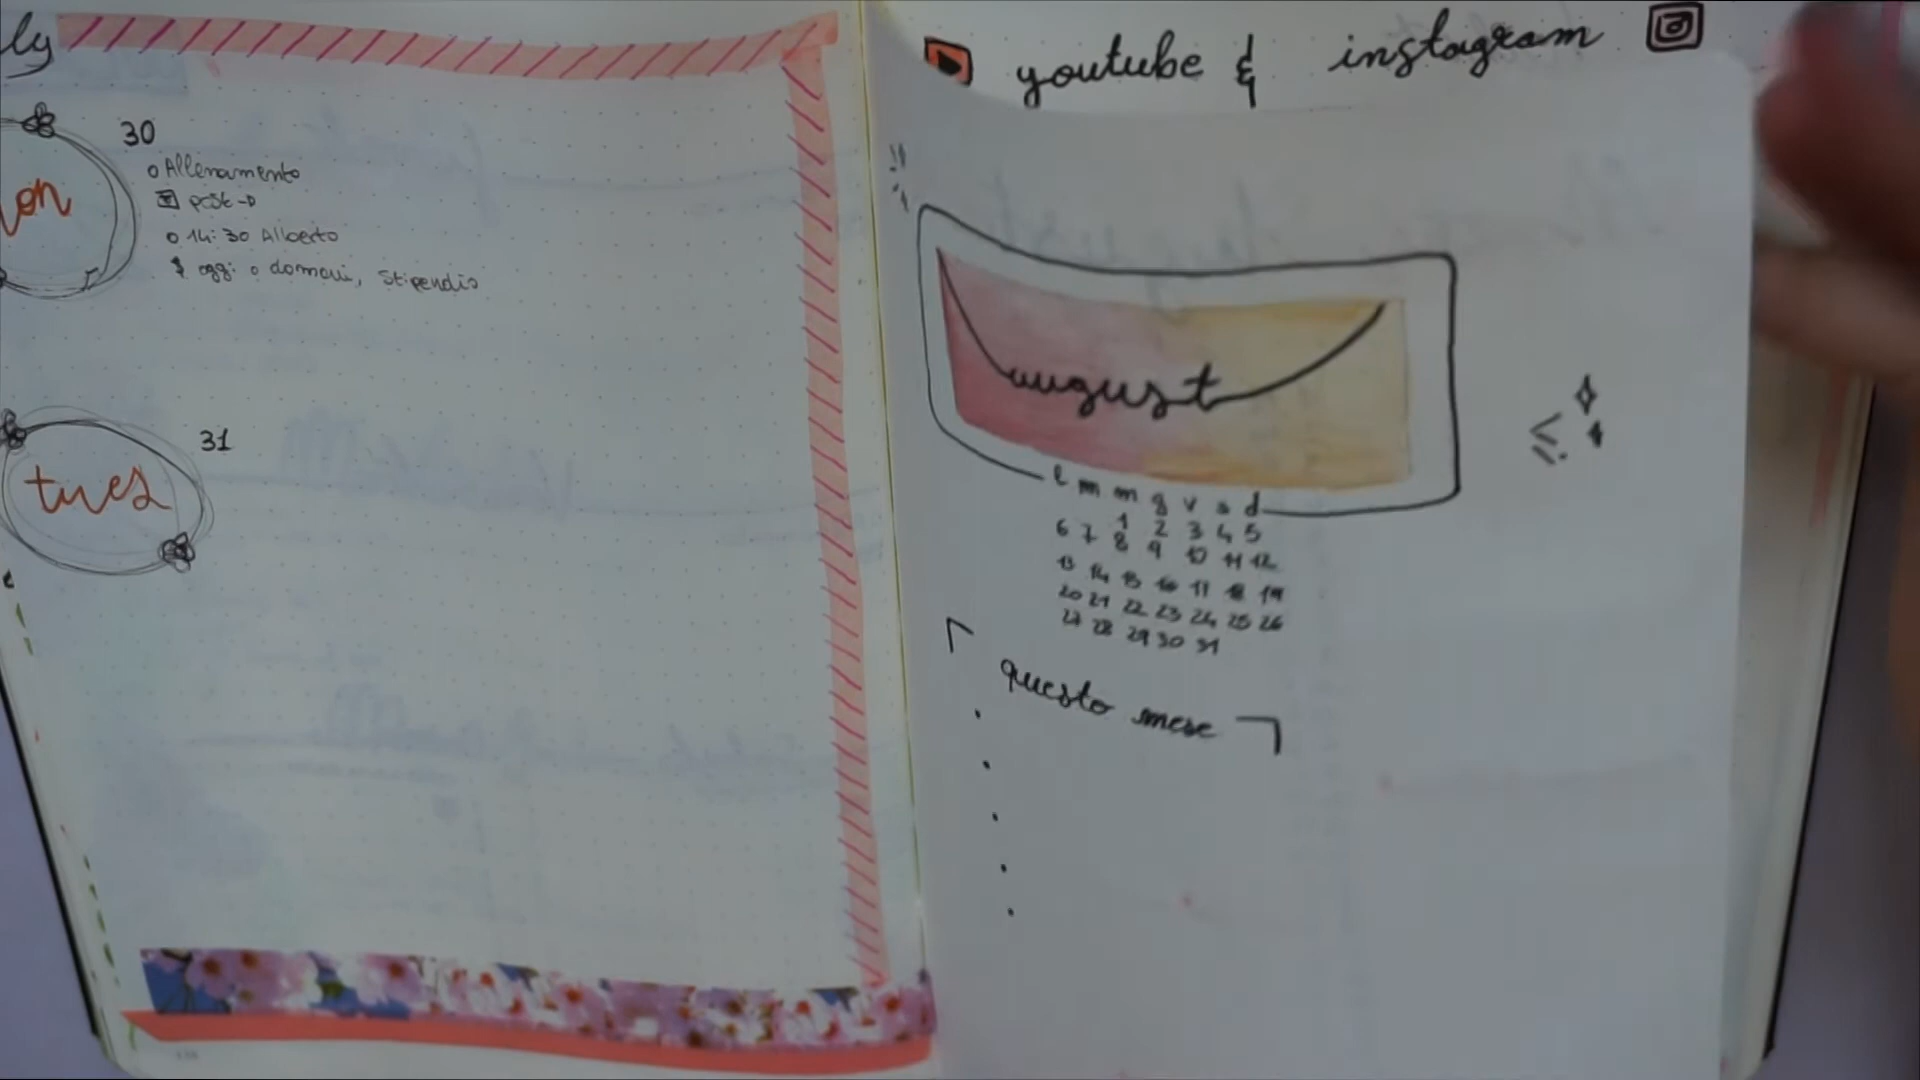 ly
on
30
o Allenamento
post
o 14:30 Alberto
$ oggi o domani, stipendio
tues
31
youtube &
instagram
august
l m m g v s d
1 2 3 4 5
6 7 8 9 10 11 12
13 14 15 16 17 18 19
20 21 22 23 24 25 26
27 28 29 30 31
questo mese